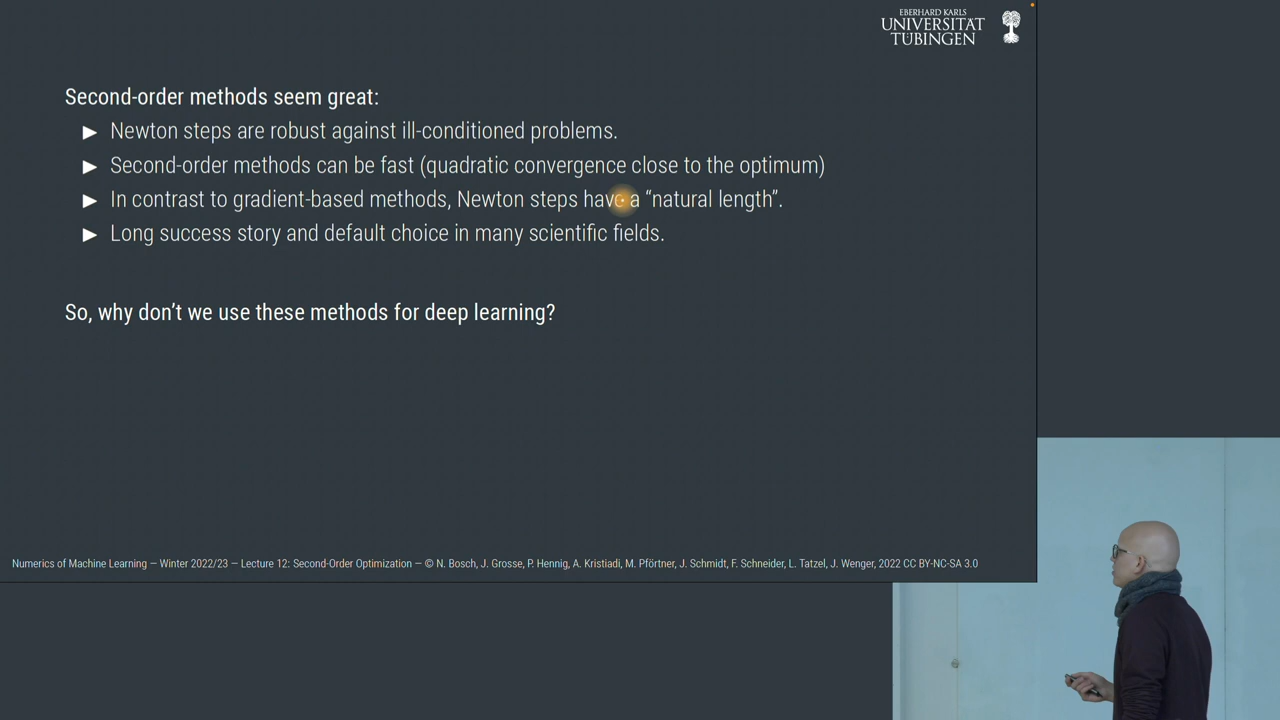 EBERHARD KARLS
UNIVERSITÄT
TÜBINGEN
Second-order methods seem great:
▶ Newton steps are robust against ill-conditioned problems.
▶ Second-order methods can be fast (quadratic convergence close to the optimum)
▶ In contrast to gradient-based methods, Newton steps have a “natural length”.
▶ Long success story and default choice in many scientific fields.
So, why don’t we use these methods for deep learning?
Numerics of Machine Learning — Winter 2022/23 — Lecture 12: Second-Order Optimization — © N. Bosch, J. Grosse, P. Hennig, A. Kristiadi, M. Pförtner, J. Schmidt, F. Schneider, L. Tatzel, J. Wenger, 2022 CC BY-NC-SA 3.0